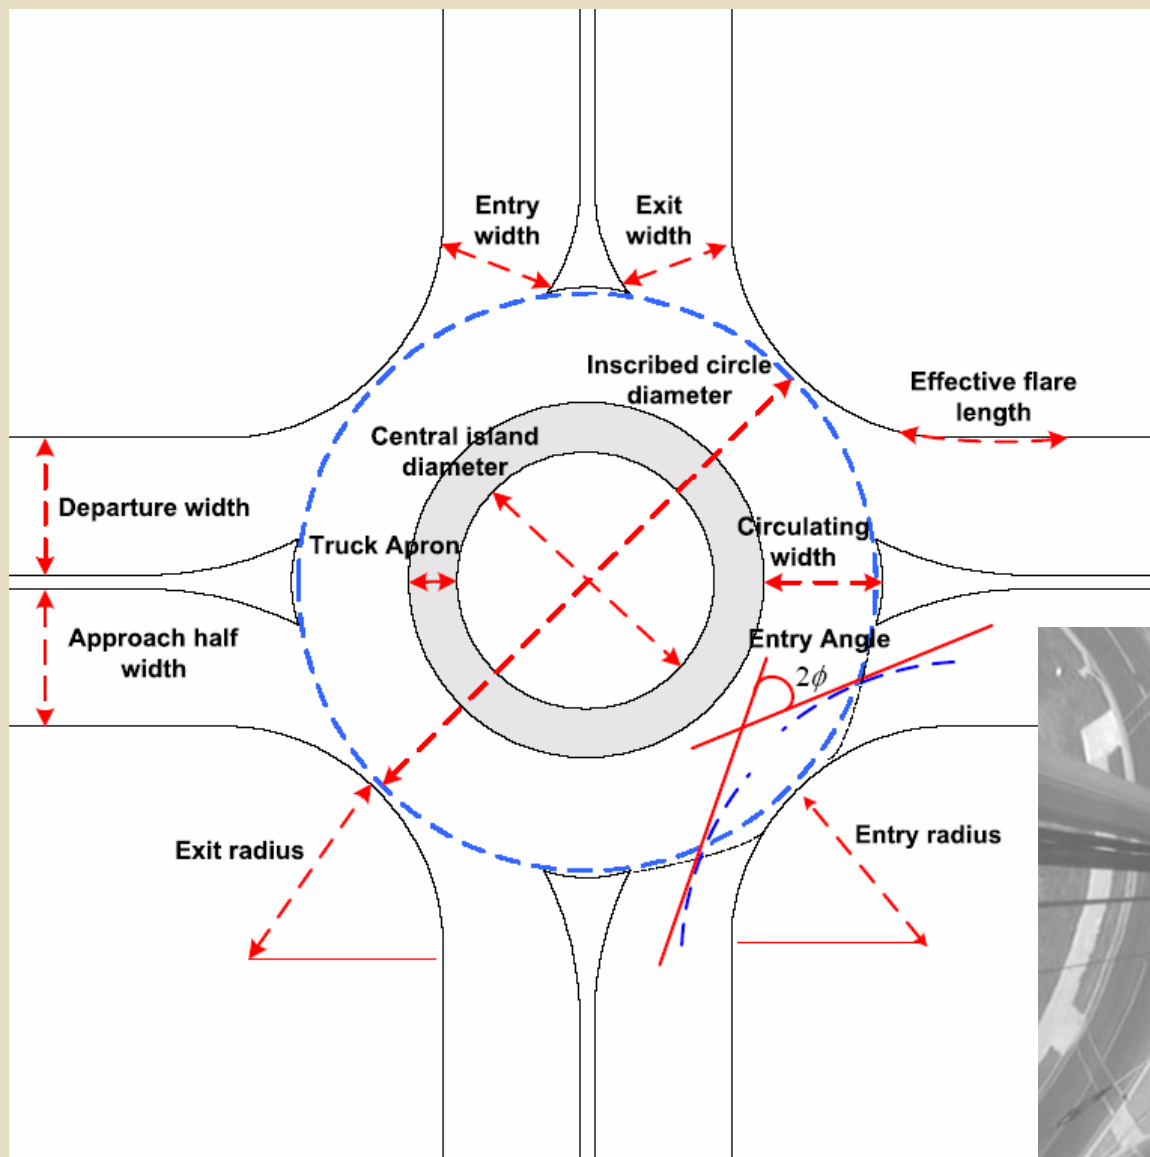 Entry
width
Exit
width
Inscribed circle
diameter
Effective flare
length
Central island
diameter
Departure width
Circulating
width
Truck Apron
Approach half
width
Entry Angle
2ϕ
Exit radius
Entry radius